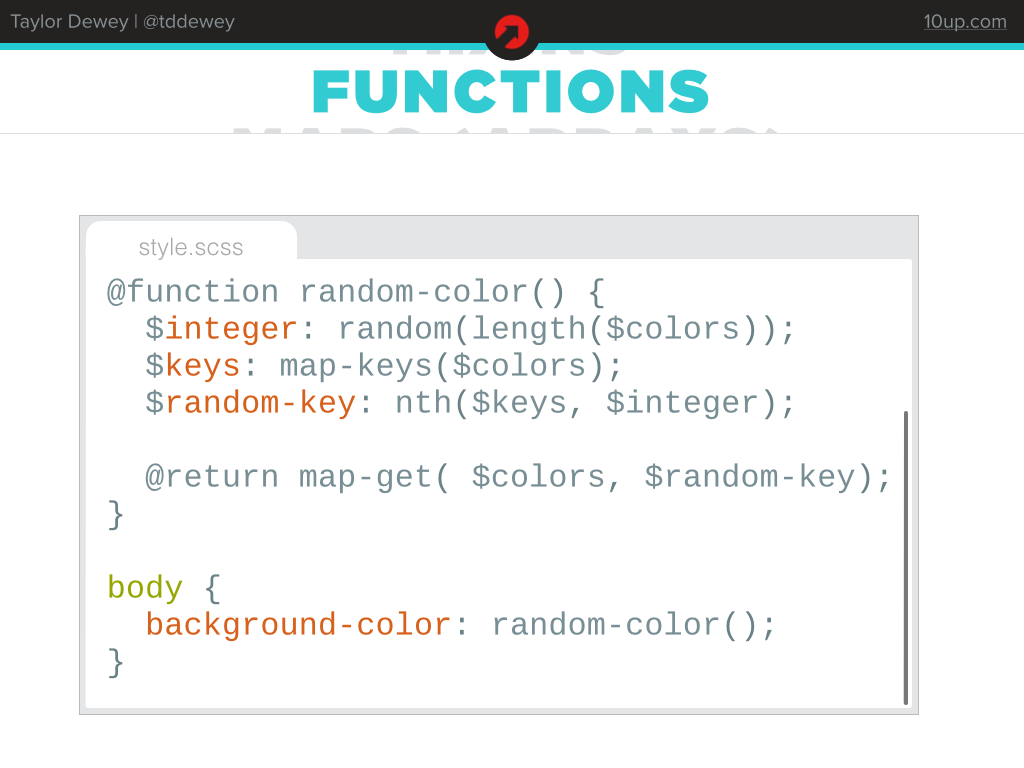 Taylor Dewey | @tddewey
10up.com
FUNCTIONS
style.scss
@function random-color() {
  $integer: random(length($colors));
  $keys: map-keys($colors);
  $random-key: nth($keys, $integer);
  @return map-get( $colors, $random-key);
}
body {
  background-color: random-color();
}